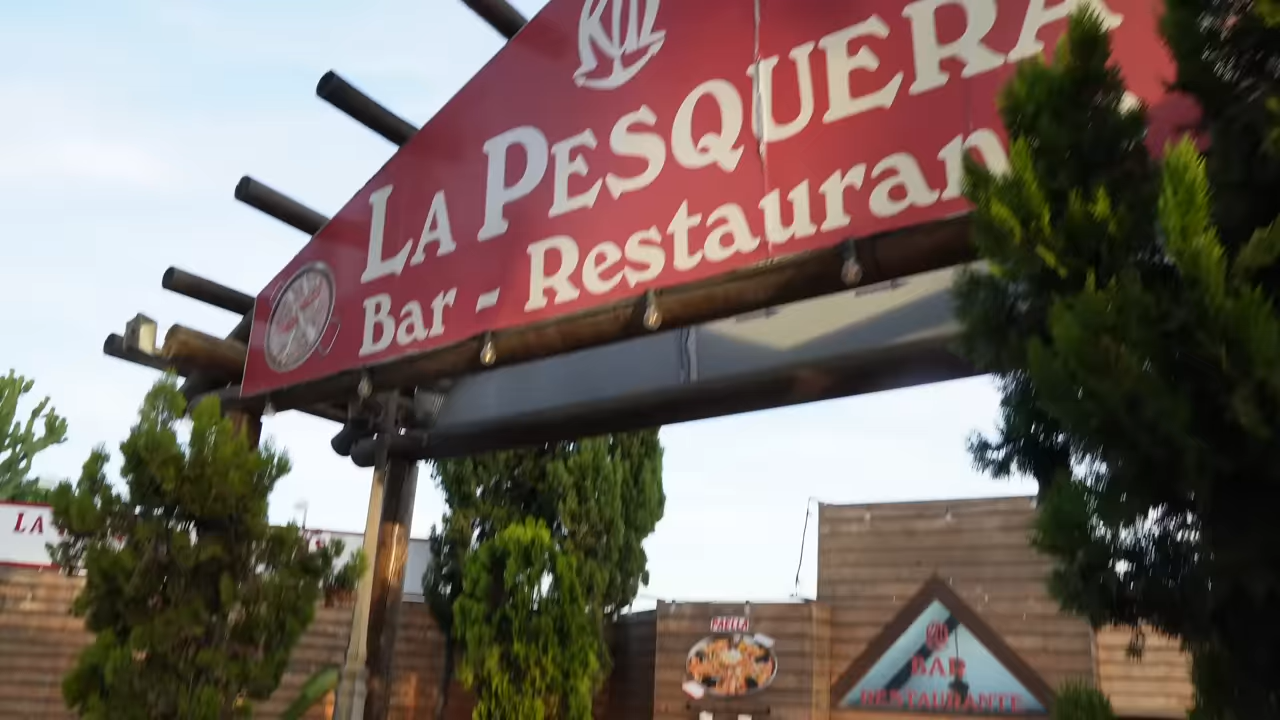 LA PESQUERA
Bar - Restauran
LA
PAELLA
BAR
RESTAURANTE